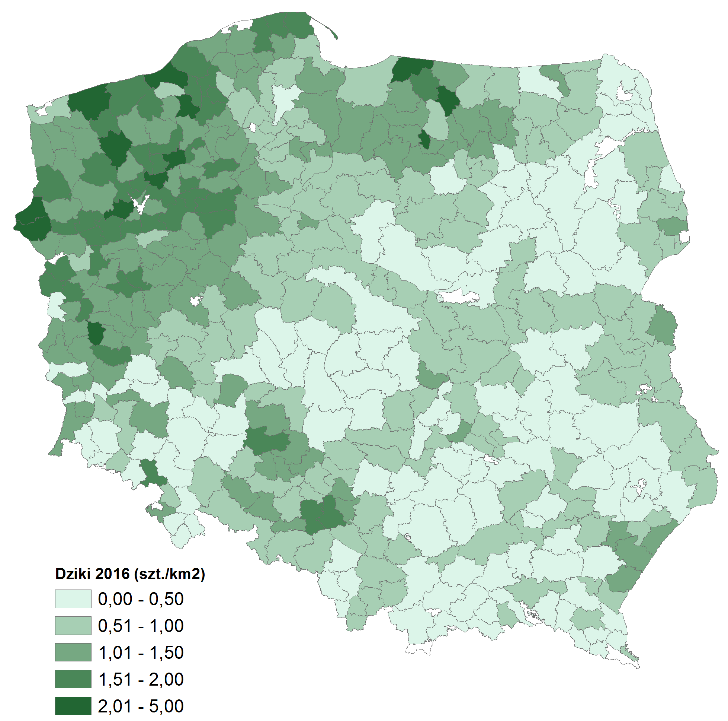 Dziki 2016 (szt./km2)
0,00 - 0,50
0,51 - 1,00
1,01 - 1,50
1,51 - 2,00
2,01 - 5,00